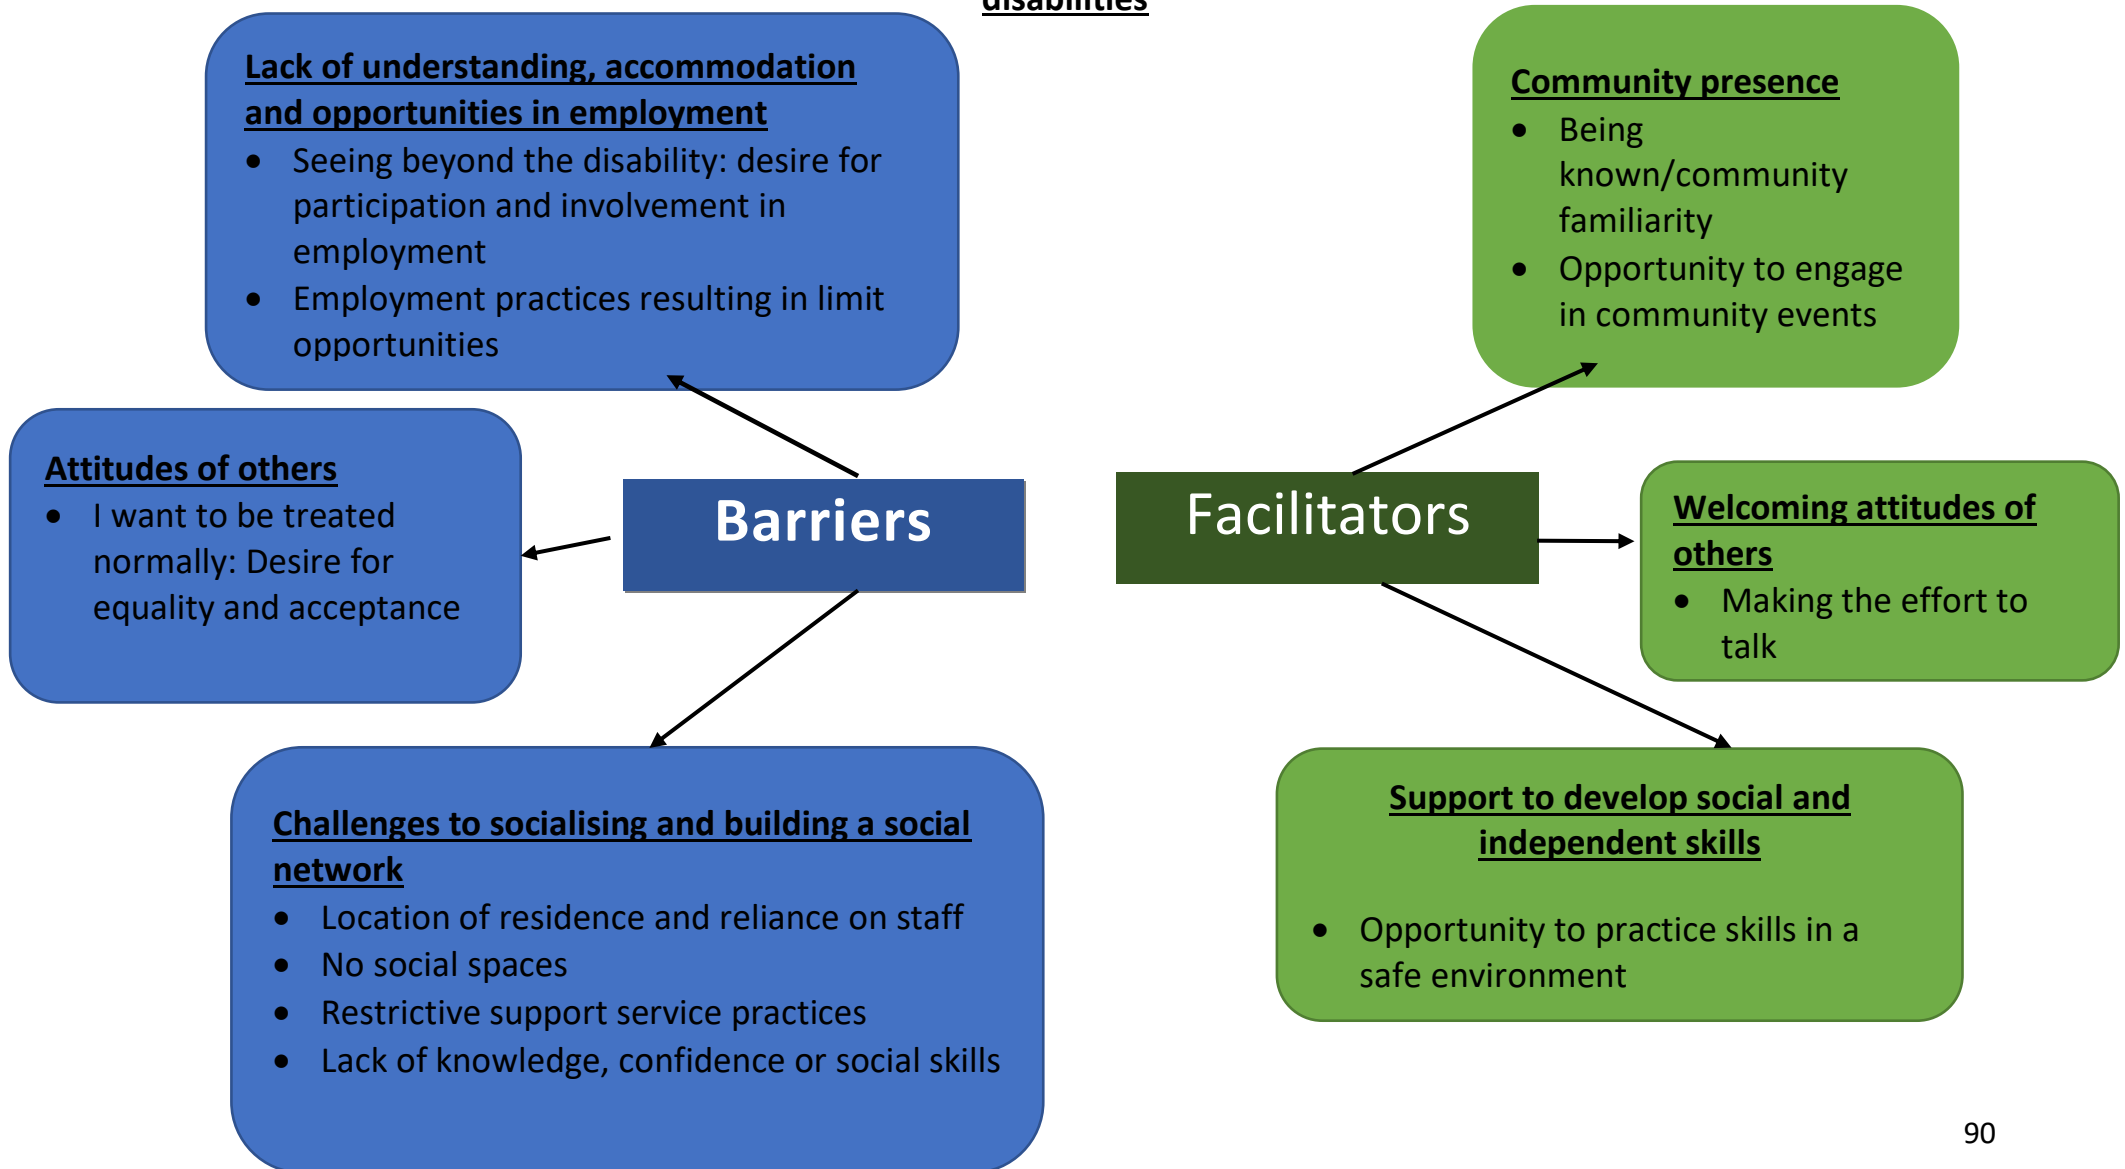 disabilities
Lack of understanding, accommodation
and opportunities in employment
• Seeing beyond the disability: desire for
participation and involvement in
employment
• Employment practices resulting in limit
opportunities
Attitudes of others
• I want to be treated
normally: Desire for
equality and acceptance
Barriers
Challenges to socialising and building a social
network
• Location of residence and reliance on staff
• No social spaces
• Restrictive support service practices
• Lack of knowledge, confidence or social skills
Community presence
• Being
known/community
familiarity
• Opportunity to engage
in community events
Facilitators
Welcoming attitudes of
others
• Making the effort to
talk
Support to develop social and
independent skills
• Opportunity to practice skills in a
safe environment
90